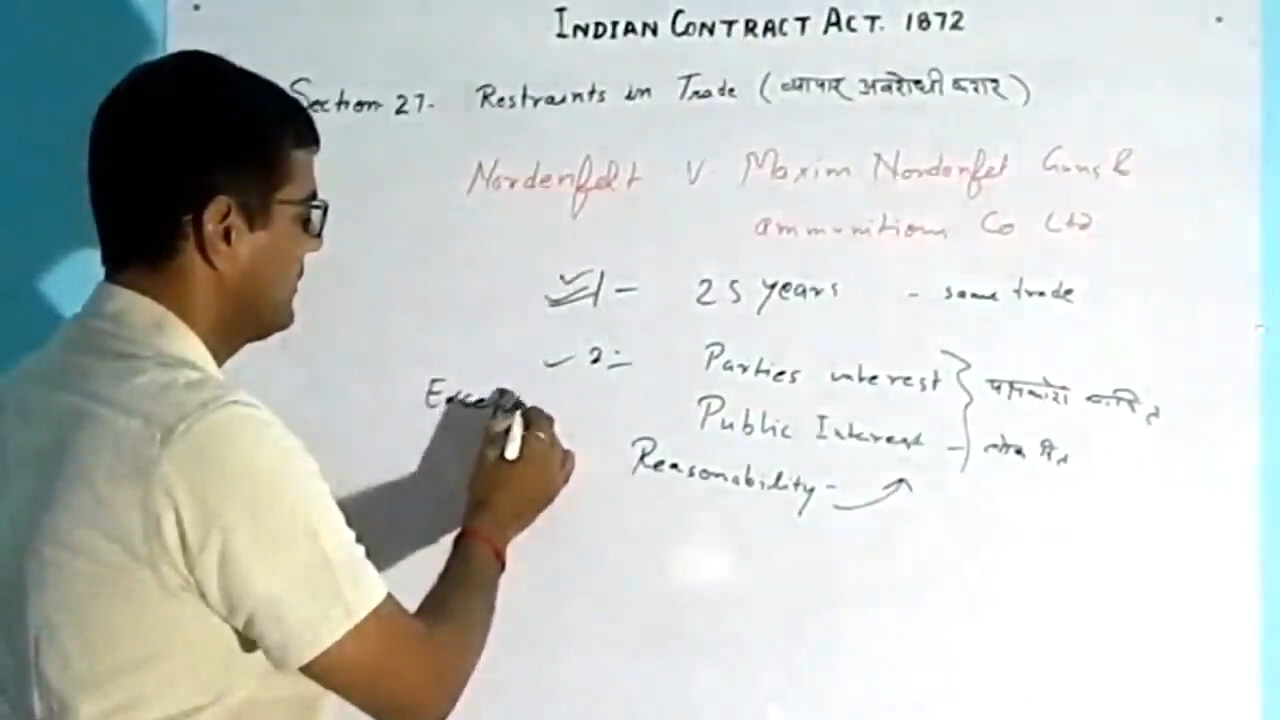 INDIAN CONTRACT ACT. 1872
Section 27- Restraints in Trade (व्यापार अवरोधी करार)
Nordenfelt V. Maxim Nordenfet Guns &
ammunitions Co Ltd
1- 25 years - same trade
2- Parties interest
Public Interest - लोक हित
Reasonability-